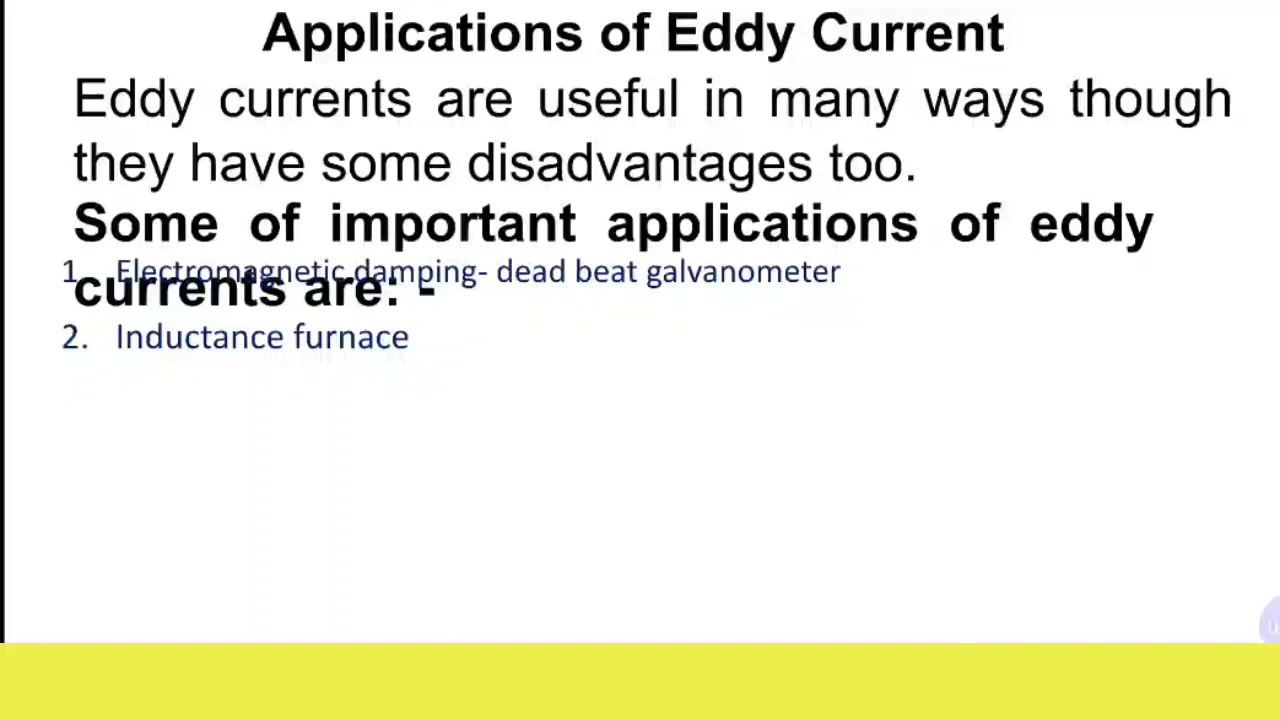 Applications of Eddy Current
Eddy currents are useful in many ways though
they have some disadvantages too.
Some of important applications of eddy
currents are: -
1. Electromagnetic damping- dead beat galvanometer
2. Inductance furnace